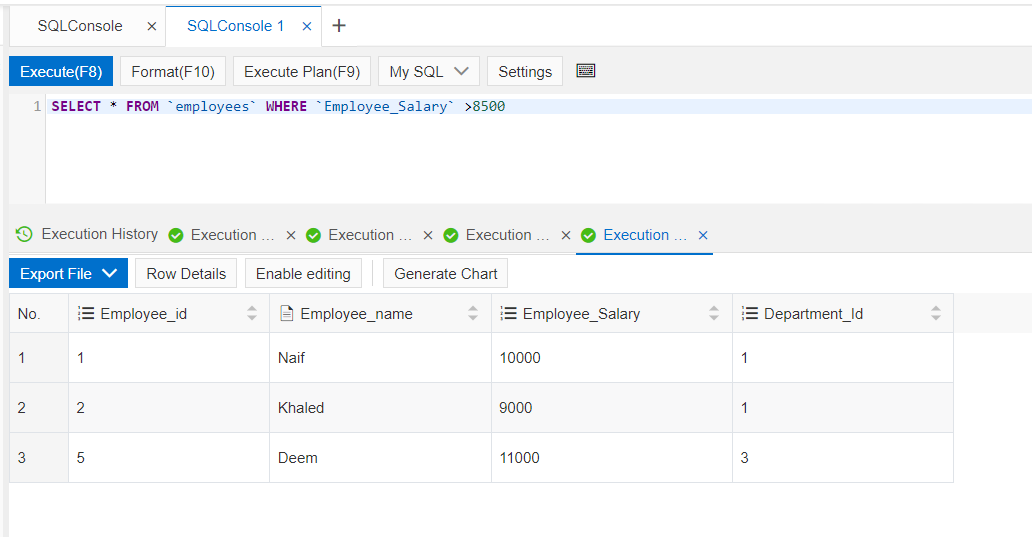 SQLConsole × SQLConsole 1 × +
Execute(F8) Format(F10) Execute Plan(F9) My SQL Settings
1 SELECT * FROM `employees` WHERE `Employee_Salary` >8500
Execution History Execution ... × Execution ... × Execution ... × Execution ... ×
Export File Row Details Enable editing Generate Chart
No. Employee_id Employee_name Employee_Salary Department_Id
1 1 Naif 10000 1
2 2 Khaled 9000 1
3 5 Deem 11000 3